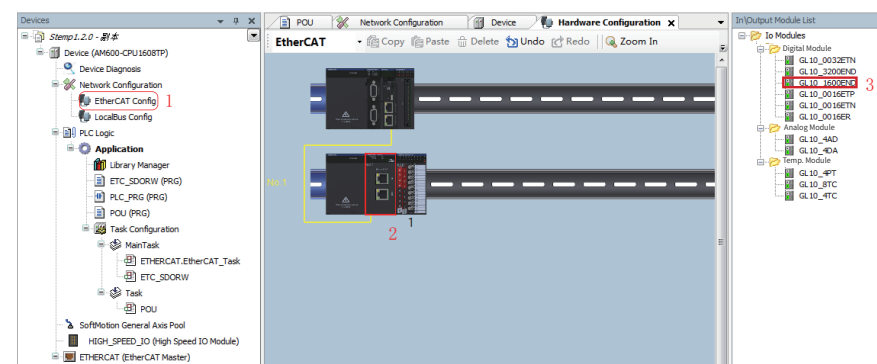 Devices
Stemp1.2.0 - 副本
Device (AM600-CPU1608TP)
Device Diagnosis
Network Configuration
EtherCAT Config
1
LocalBus Config
PLC Logic
Application
Library Manager
ETC_SDORW (PRG)
PLC_PRG (PRG)
POU (PRG)
Task Configuration
MainTask
ETHERCAT.EtherCAT_Task
ETC_SDORW
Task
POU
SoftMotion General Axis Pool
HIGH_SPEED_IO (High Speed IO Module)
ETHERCAT (EtherCAT Master)
POU
Network Configuration
Device
Hardware Configuration
EtherCAT
Copy
Paste
Delete
Undo
Redo
Zoom In
No.1
2
1
In\Output Module List
Io Modules
Digital Module
GL10_0032ETN
GL10_3200END
GL10_1600END
3
GL10_0016ETP
GL10_0016ETN
GL10_0016ER
Analog Module
GL10_4AD
GL10_4DA
Temp. Module
GL10_4PT
GL10_8TC
GL10_4TC